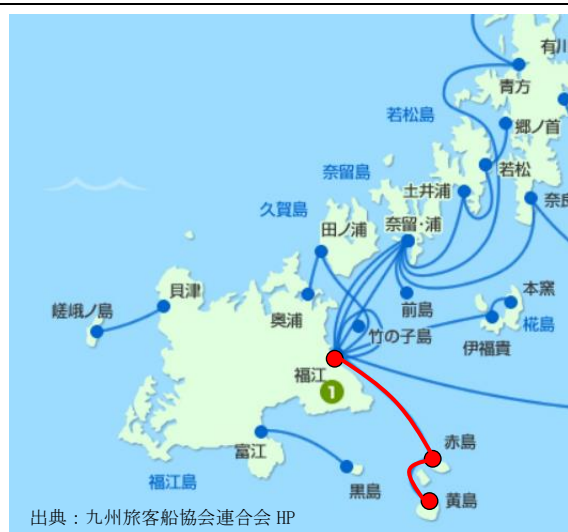 有川
青方
若松島
郷ノ首
奈留島
若松
土井浦
久賀島
奈良
田ノ浦
奈留・浦
貝津
本窯
嵯峨ノ島
前島
奥浦
竹の子島
椛島
伊福貴
福江
1
赤島
富江
黒島
福江島
黄島
出典：九州旅客船協会連合会 HP